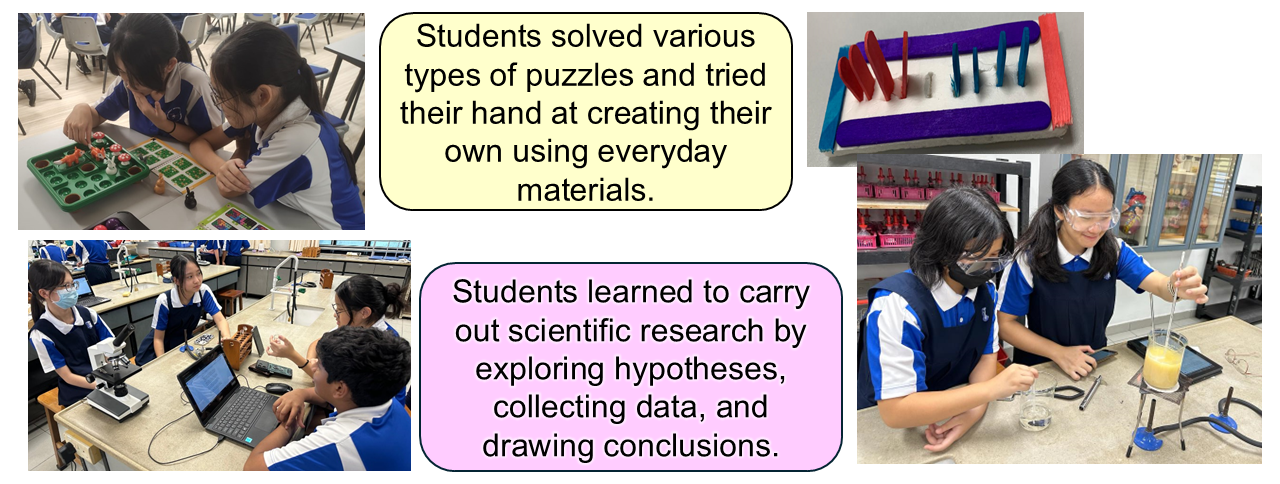 Students solved various
types of puzzles and tried
their hand at creating their
own using everyday
materials.
Students learned to carry
out scientific research by
exploring hypotheses,
collecting data, and
drawing conclusions.